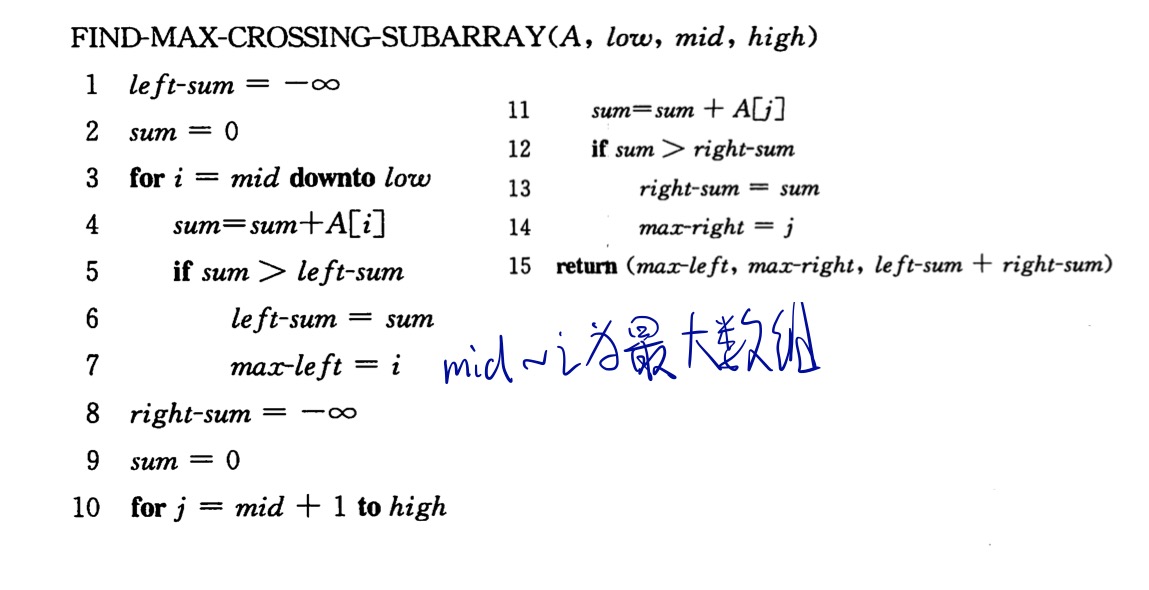 FIND-MAX-CROSSING-SUBARRAY(A, low, mid, high)
1 left-sum = -∞
2 sum = 0
3 for i = mid downto low
4 sum=sum+A[i]
5 if sum > left-sum
6 left-sum = sum
7 max-left = i mid~i为最大数组
8 right-sum = -∞
9 sum = 0
10 for j = mid + 1 to high
11 sum=sum + A[j]
12 if sum > right-sum
13 right-sum = sum
14 max-right = j
15 return (max-left, max-right, left-sum + right-sum)